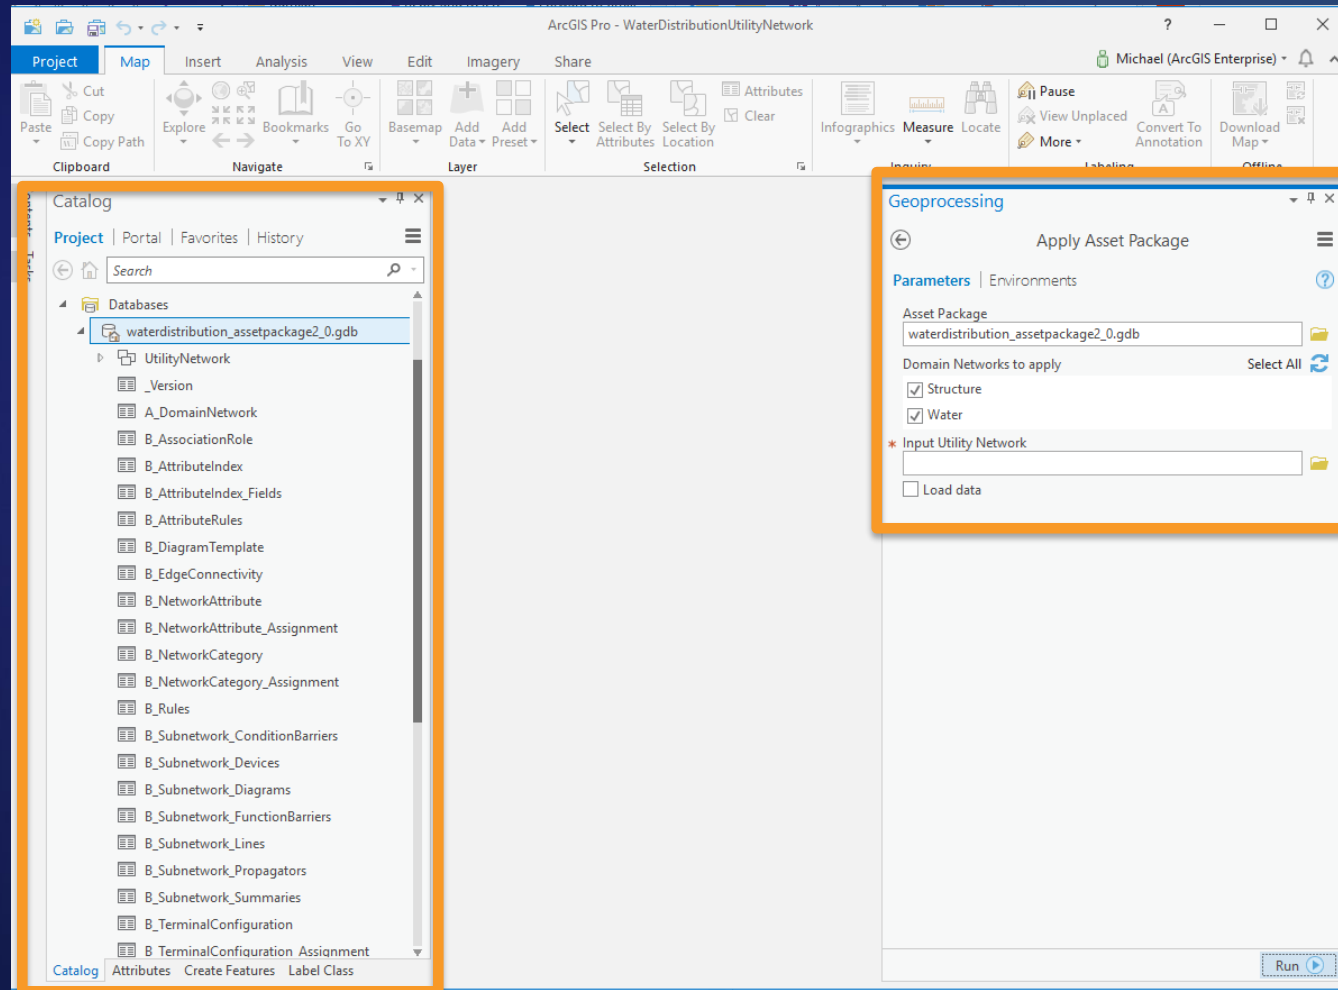 ArcGIS Pro - WaterDistributionUtilityNetwork
?
Project Map Insert Analysis View Edit Imagery Share
Michael (ArcGIS Enterprise)
Paste
Cut
Copy
Copy Path
Clipboard
Explore
Bookmarks
Go
To XY
Navigate
Basemap
Add
Data
Add
Preset
Layer
Select
Select By
Attributes
Select By
Location
Attributes
Clear
Selection
Infographics
Measure
Locate
Inquiry
Pause
View Unplaced
More
Convert To
Annotation
Labeling
Download
Map
Offline
Contents
Tasks
Catalog
Project | Portal | Favorites | History
Search
Databases
waterdistribution_assetpackage2_0.gdb
UtilityNetwork
_Version
A_DomainNetwork
B_AssociationRole
B_AttributeIndex
B_AttributeIndex_Fields
B_AttributeRules
B_DiagramTemplate
B_EdgeConnectivity
B_NetworkAttribute
B_NetworkAttribute_Assignment
B_NetworkCategory
B_NetworkCategory_Assignment
B_Rules
B_Subnetwork_ConditionBarriers
B_Subnetwork_Devices
B_Subnetwork_Diagrams
B_Subnetwork_FunctionBarriers
B_Subnetwork_Lines
B_Subnetwork_Propagators
B_Subnetwork_Summaries
B_TerminalConfiguration
B_TerminalConfiguration_Assignment
Catalog Attributes Create Features Label Class
Geoprocessing
Apply Asset Package
Parameters | Environments
?
Asset Package
waterdistribution_assetpackage2_0.gdb
Domain Networks to apply Select All
Structure
Water
* Input Utility Network
Load data
Run